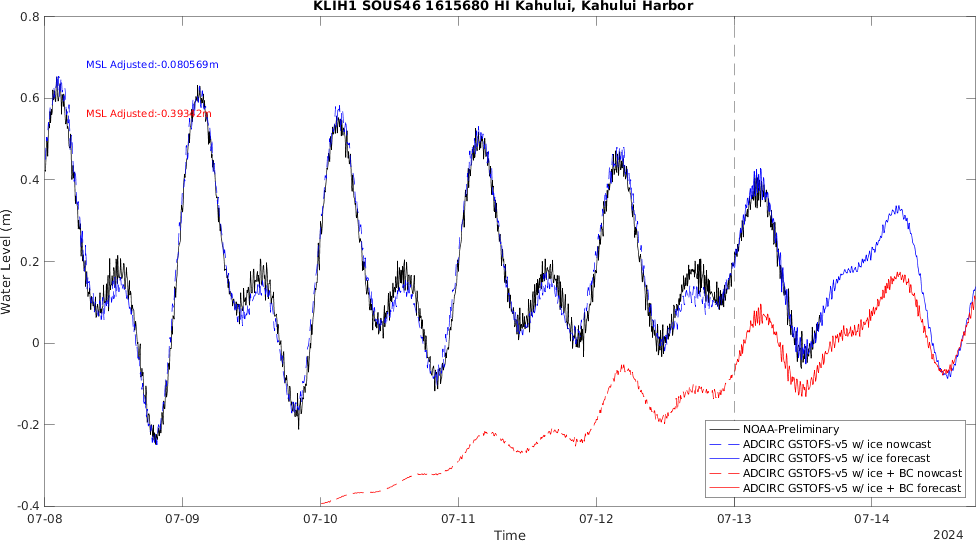 KLIH1 SOUS46 1615680 HI Kahului, Kahului Harbor
0.8
MSL Adjusted:-0.080569m
0.6
MSL Adjusted:-0.39342m
0.4
0.2
Water Level (m)
0
-0.2
NOAA-Preliminary
ADCIRC GSTOFS-v5 w/ ice nowcast
ADCIRC GSTOFS-v5 w/ ice forecast
ADCIRC GSTOFS-v5 w/ ice + BC nowcast
ADCIRC GSTOFS-v5 w/ ice + BC forecast
-0.4
07-08 07-09 07-10 07-11 07-12 07-13 07-14
Time
2024